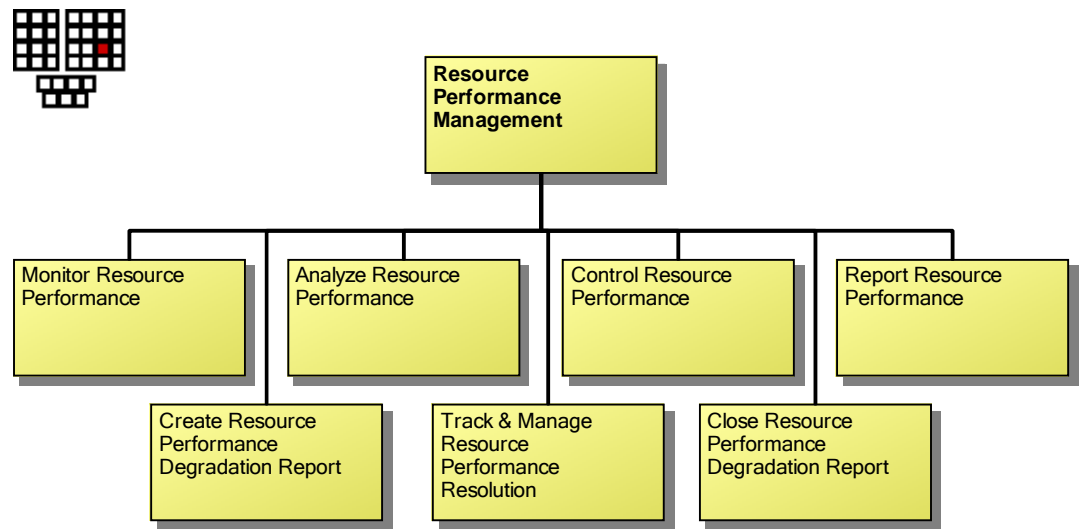 Resource
Performance
Management
Monitor Resource
Performance
Analyze Resource
Performance
Control Resource
Performance
Report Resource
Performance
Create Resource
Performance
Degradation Report
Track & Manage
Resource
Performance
Resolution
Close Resource
Performance
Degradation Report